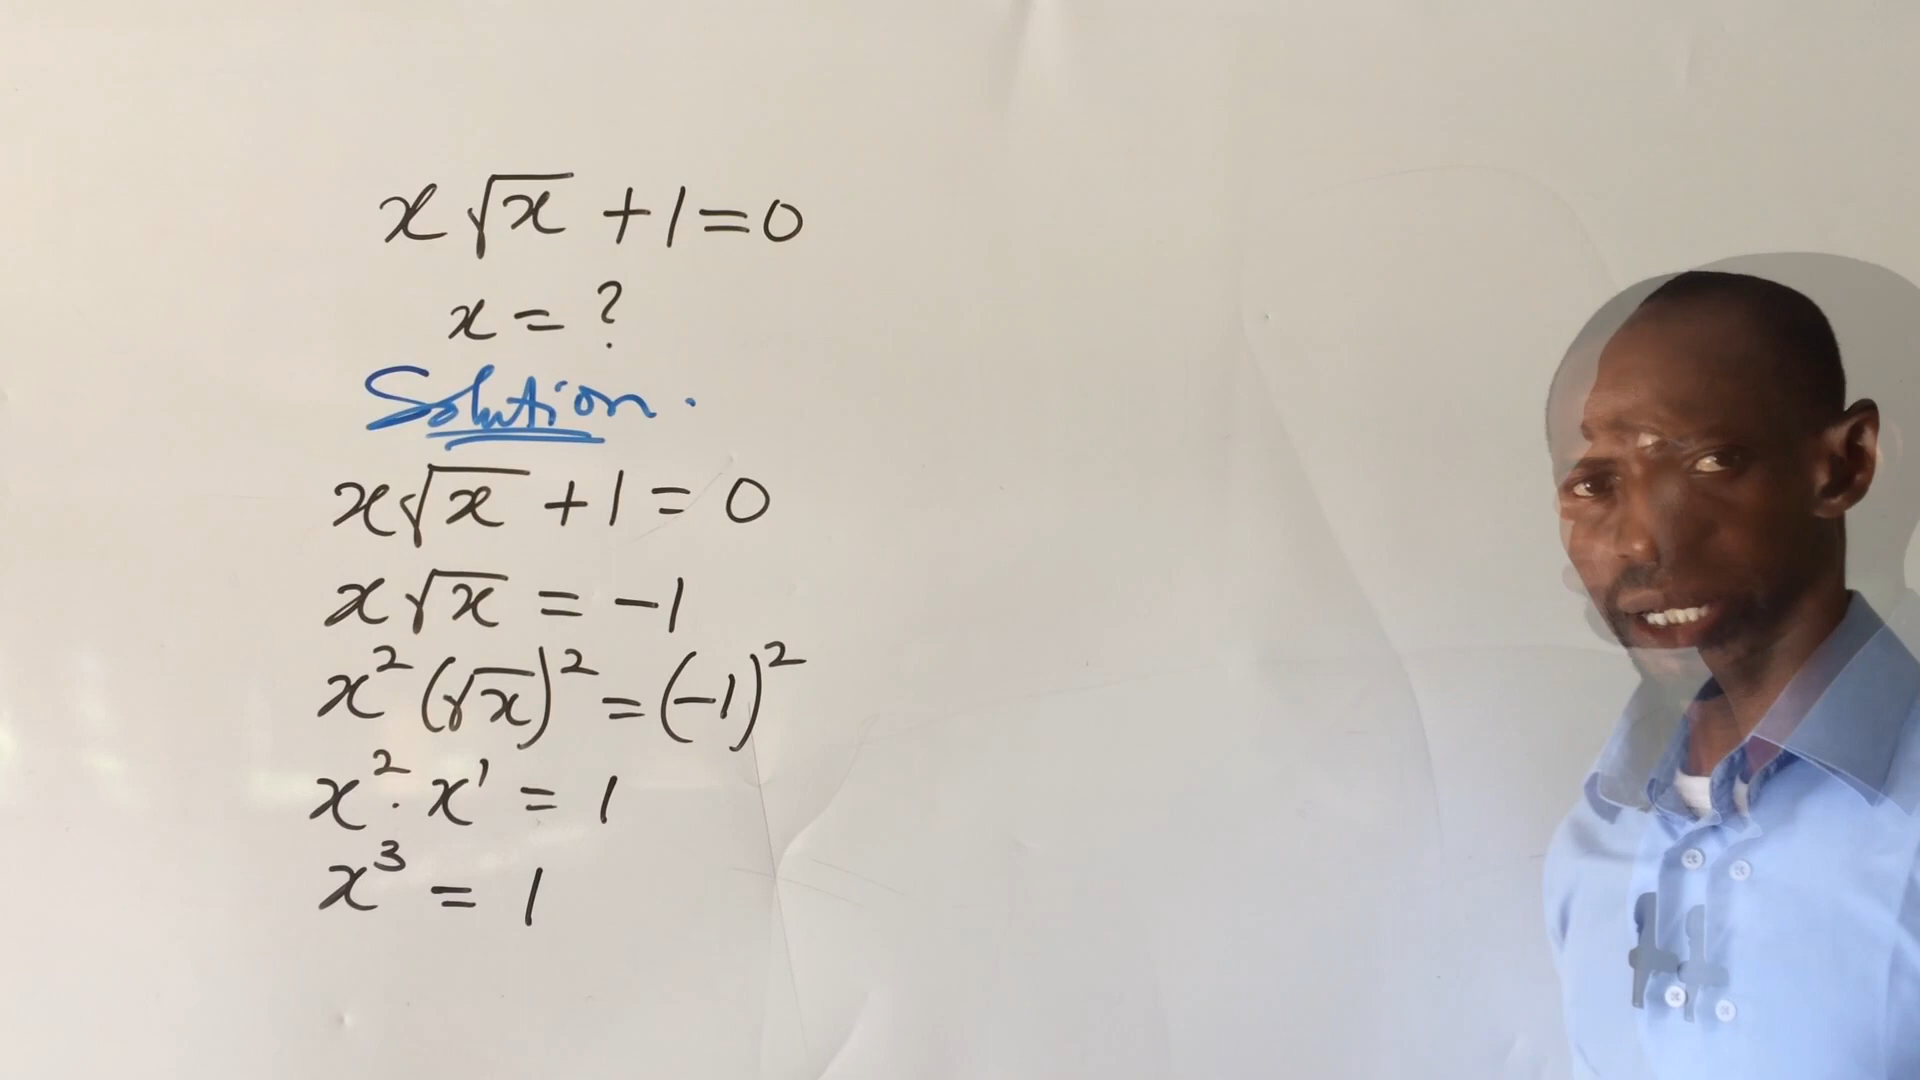 x√x + 1 = 0
x = ?
Solution.
x√x + 1 = 0
x√x = -1
x²(√x)² = (-1)²
x² · x¹ = 1
x³ = 1